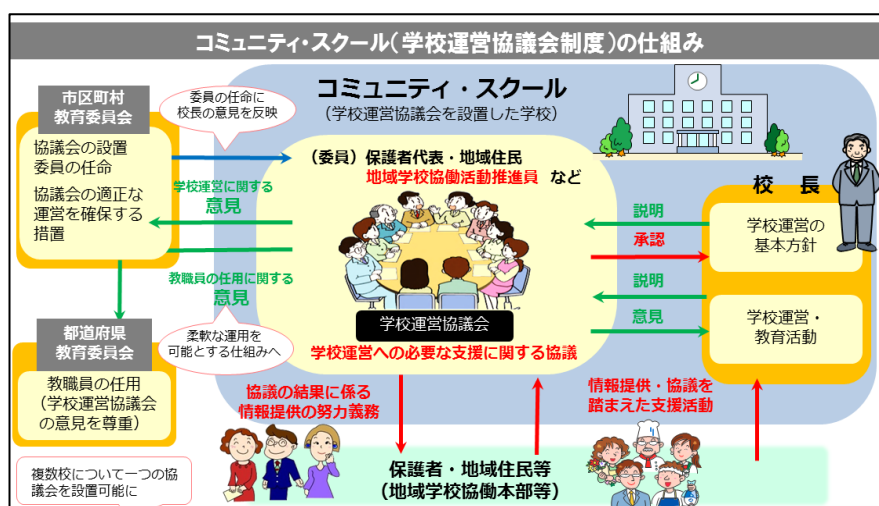 コミュニティ・スクール(学校運営協議会制度)の仕組み
市区町村
教育委員会
協議会の設置
委員の任命
協議会の適正な
運営を確保する
措置
委員の任命に
校長の意見を反映
コミュニティ・スクール
(学校運営協議会を設置した学校)
(委員)保護者代表・地域住民
地域学校協働活動推進員 など
学校運営に関する
意見
教職員の任用に関する
意見
学校運営協議会
学校運営への必要な支援に関する協議
校 長
説明
承認
学校運営の
基本方針
説明
意見
学校運営・
教育活動
都道府県
教育委員会
教職員の任用
(学校運営協議会
の意見を尊重)
柔軟な運用を
可能とする仕組みへ
協議の結果に係る
情報提供の努力義務
情報提供・協議を
踏まえた支援活動
保護者・地域住民等
(地域学校協働本部等)
複数校について一つの協
議会を設置可能に